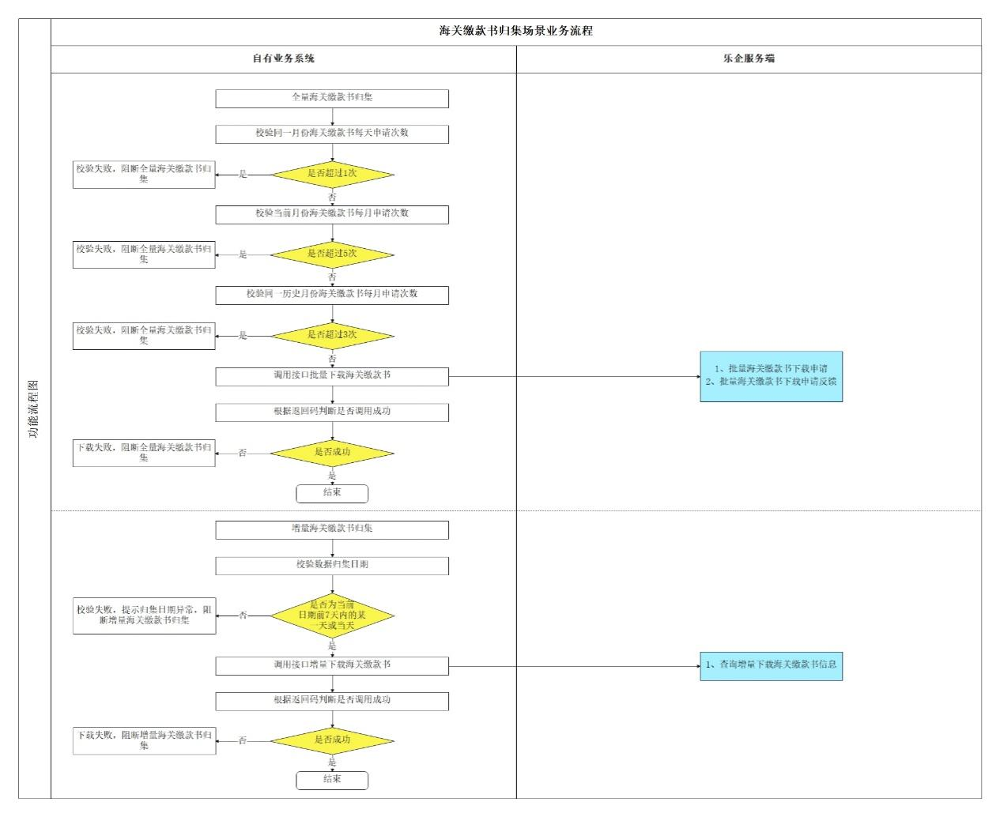 海关缴款书归集场景业务流程
自有业务系统
乐企服务端
功能流程图
全量海关缴款书归集
校验同一月份海关缴款书每天申请次数
校验失败，阻断全量海关缴款书归
集
是
是否超过1次
否
校验当前月份海关缴款书每月申请次数
校验失败，阻断全量海关缴款书归
集
是
是否超过5次
否
校验同一历史月份海关缴款书每月申请次数
校验失败，阻断全量海关缴款书归
集
是
是否超过3次
否
调用接口批量下载海关缴款书
1、批量海关缴款书下载申请
2、批量海关缴款书下载申请反馈
根据返回码判断是否调用成功
下载失败，阻断全量海关缴款书归
集
否
是否成功
是
结束
增量海关缴款书归集
校验数据归集日期
校验失败，提示归集日期异常，阻
断增量海关缴款书归集
否
是否为当前
日期前7天内的某
一天或当天
是
调用接口增量下载海关缴款书
1、查询增量下载海关缴款书信息
根据返回码判断是否调用成功
下载失败，阻断增量海关缴款书归
集
否
是否成功
是
结束